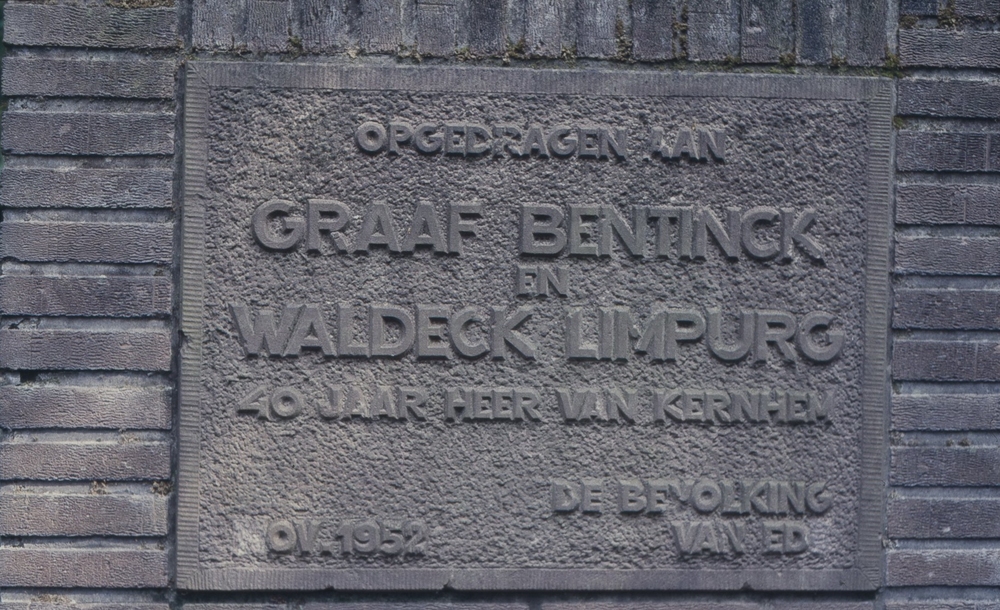 OPGEDRAGEN AAN
GRAAF BENTINCK
EN
WALDECK LIMPURG
40 JAAR HEER VAN KERNHEM
DE BEVOLKING
OV. 1952 VAN ED